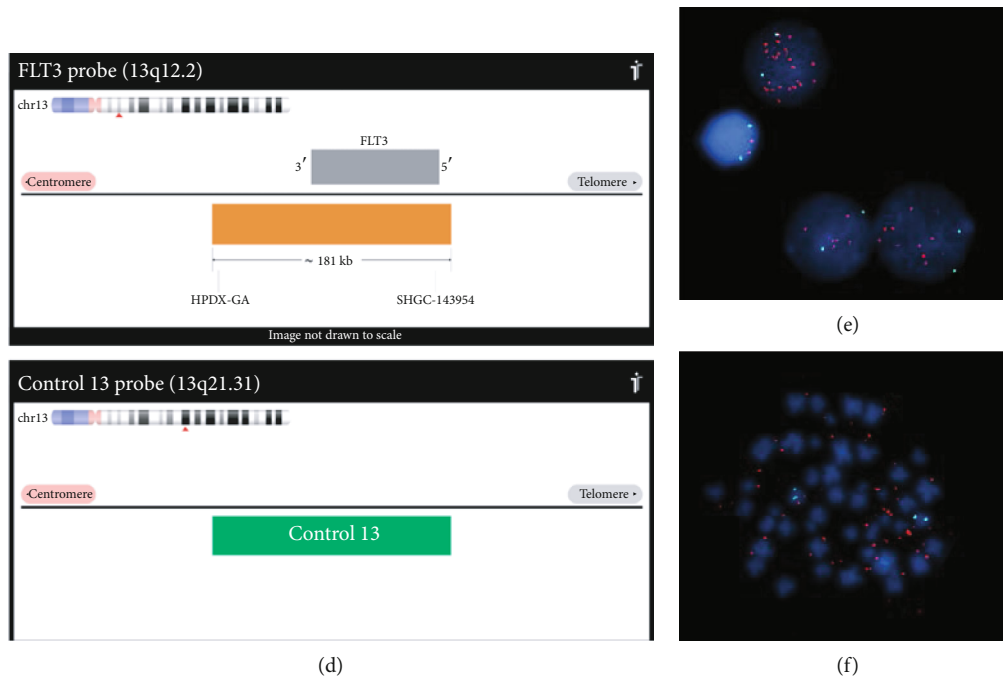 FLT3 probe (13q12.2)
chr13
FLT3
3′ 5′
Centromere Telomere
≈ 181 kb
HPDX-GA SHGC-143954
Image not drawn to scale
Control 13 probe (13q21.31)
chr13
Centromere Telomere
Control 13
(d)
(e)
(f)